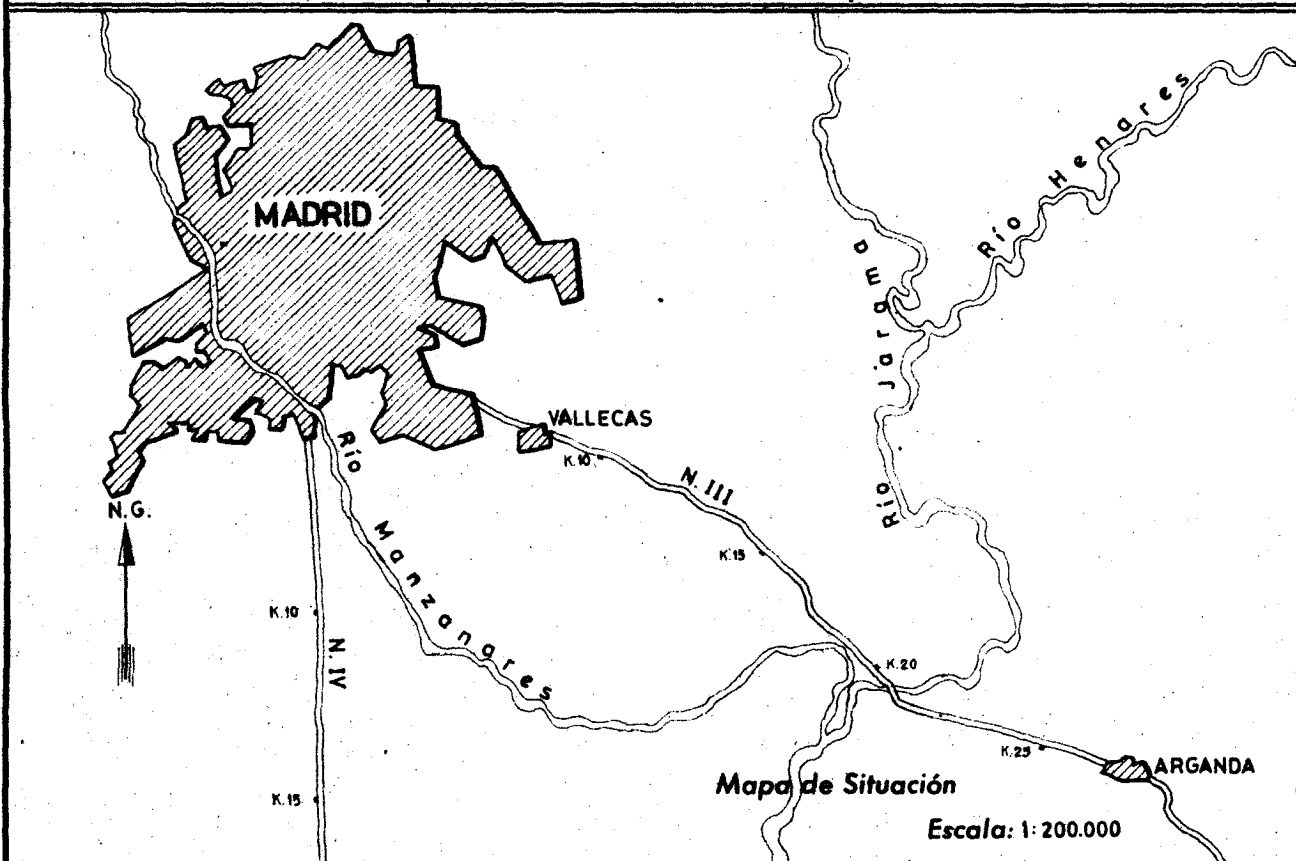 MADRID
Río Henares
Río Jarama
VALLECAS
K.10
N. III
Río Manzanares
N.G.
K.15
K.10
N. IV
K.20
K.25
ARGANDA
Mapa de Situación
K.15
Escala: 1:200.000